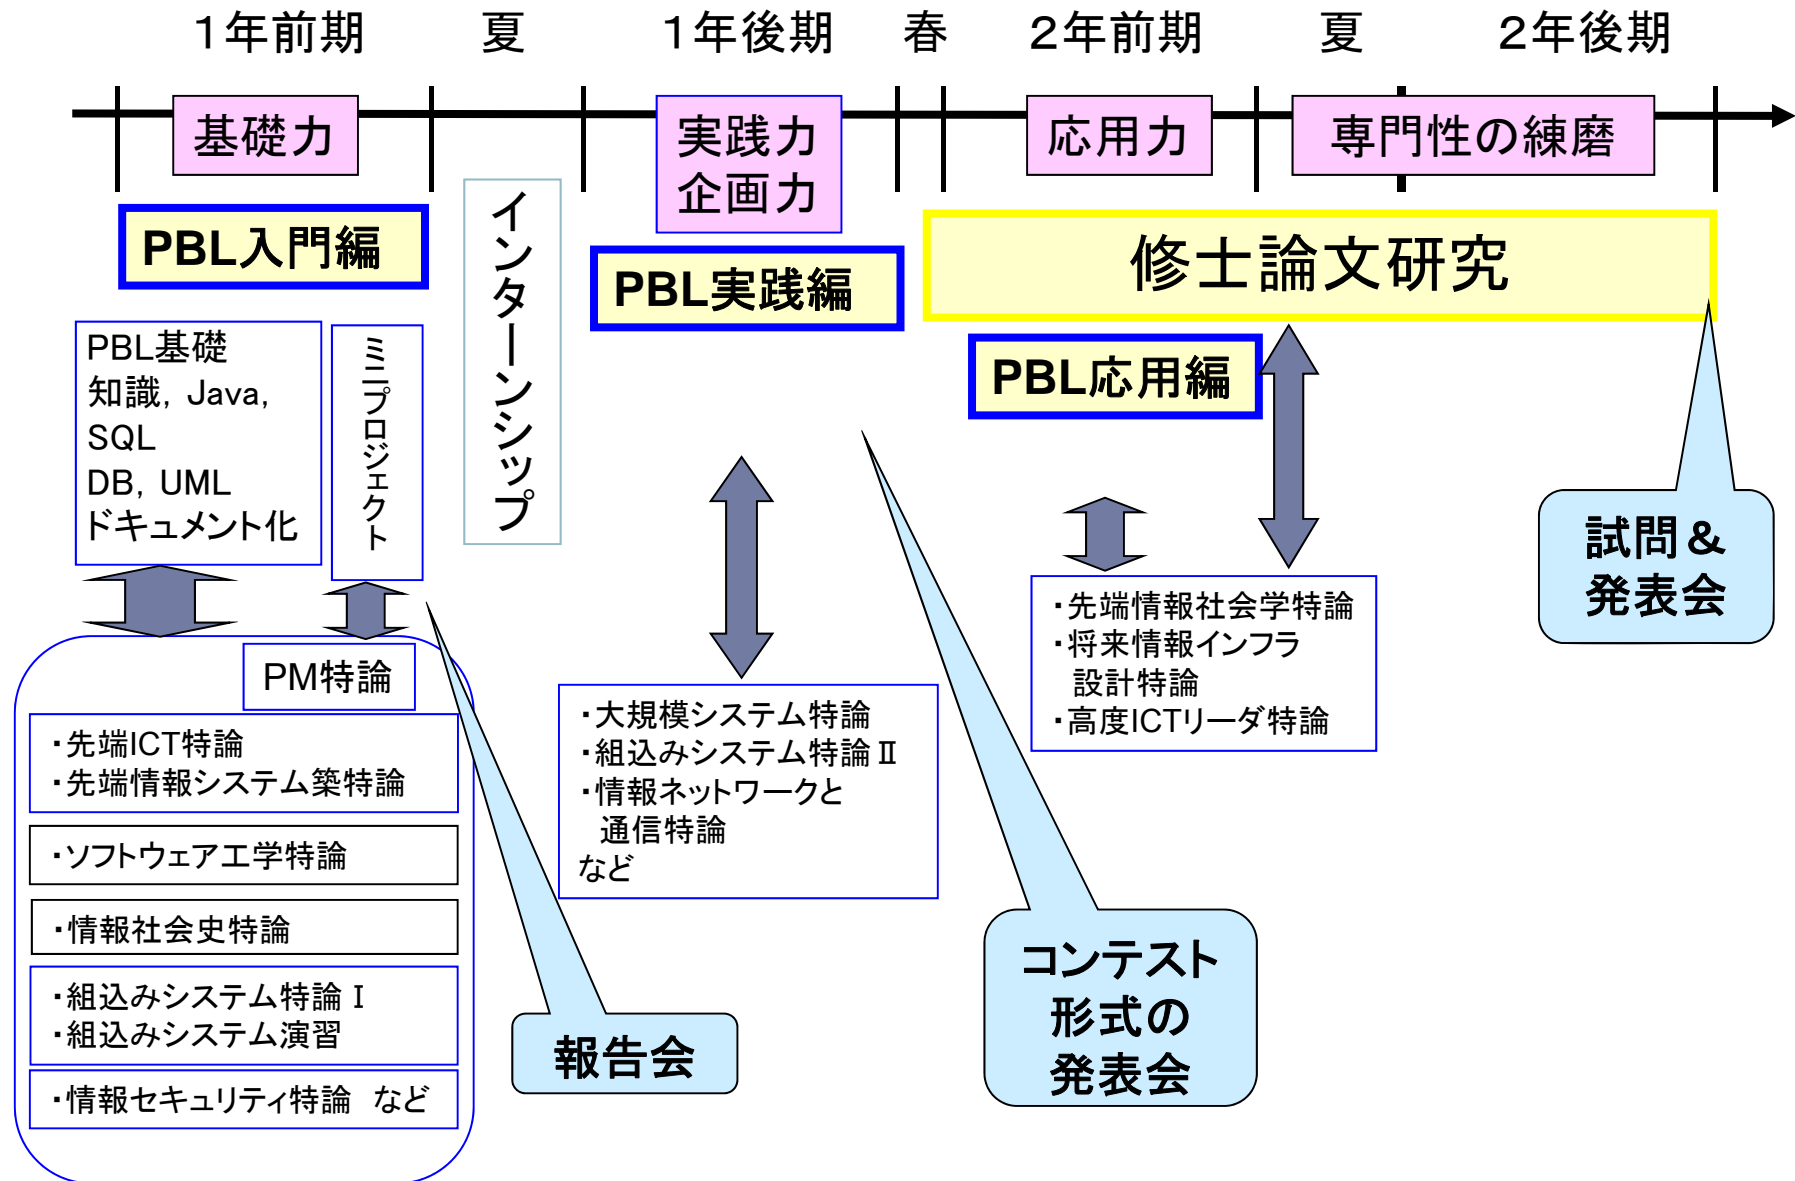 １年前期 夏 １年後期 春 ２年前期 夏 ２年後期
基礎力
実践力
企画力
応用力
専門性の練磨
PBL入門編
インターンシップ
PBL実践編
修士論文研究
PBL応用編
PBL基礎
知識，Java，
SQL
DB，UML
ドキュメント化
ミニプロジェクト
PM特論
・先端ICT特論
・先端情報システム築特論
・ソフトウェア工学特論
・情報社会史特論
・組込みシステム特論Ⅰ
・組込みシステム演習
・情報セキュリティ特論　など
報告会
・大規模システム特論
・組込みシステム特論Ⅱ
・情報ネットワークと
通信特論
など
コンテスト
形式の
発表会
・先端情報社会学特論
・将来情報インフラ
設計特論
・高度ICTリーダ特論
試問＆
発表会